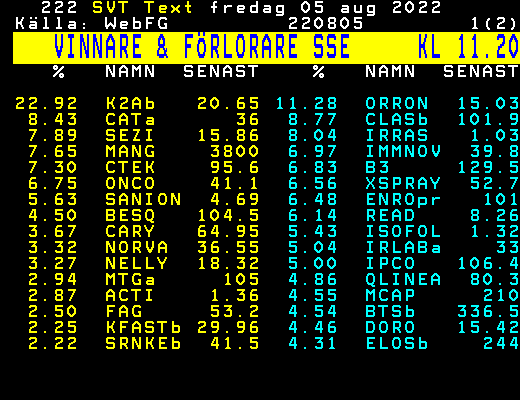 222 SVT Text fredag 05 aug 2022
Källa: WebFG 220805 1(2)
VINNARE & FÖRLORARE SSE KL 11.20
% NAMN SENAST % NAMN SENAST
22.92 K2Ab 20.65 11.28 ORRON 15.03
8.43 CATa 36 8.77 CLASb 101.9
7.89 SEZI 15.86 8.04 IRRAS 1.03
7.65 MANG 3800 6.97 IMMNOV 39.8
7.30 CTEK 95.6 6.83 B3 129.5
6.75 ONCO 41.1 6.56 XSPRAY 52.7
5.63 SANION 4.69 6.48 ENROpr 101
4.50 BESQ 104.5 6.14 READ 8.26
3.67 CARY 64.95 5.43 ISOFOL 1.32
3.32 NORVA 36.55 5.04 IRLABa 33
3.27 NELLY 18.32 5.00 IPCO 106.4
2.94 MTGa 105 4.86 QLINEA 80.3
2.87 ACTI 1.36 4.55 MCAP 210
2.50 FAG 53.2 4.54 BTSb 336.5
2.25 KFASTb 29.96 4.46 DORO 15.42
2.22 SRNKEb 41.5 4.31 ELOSb 244